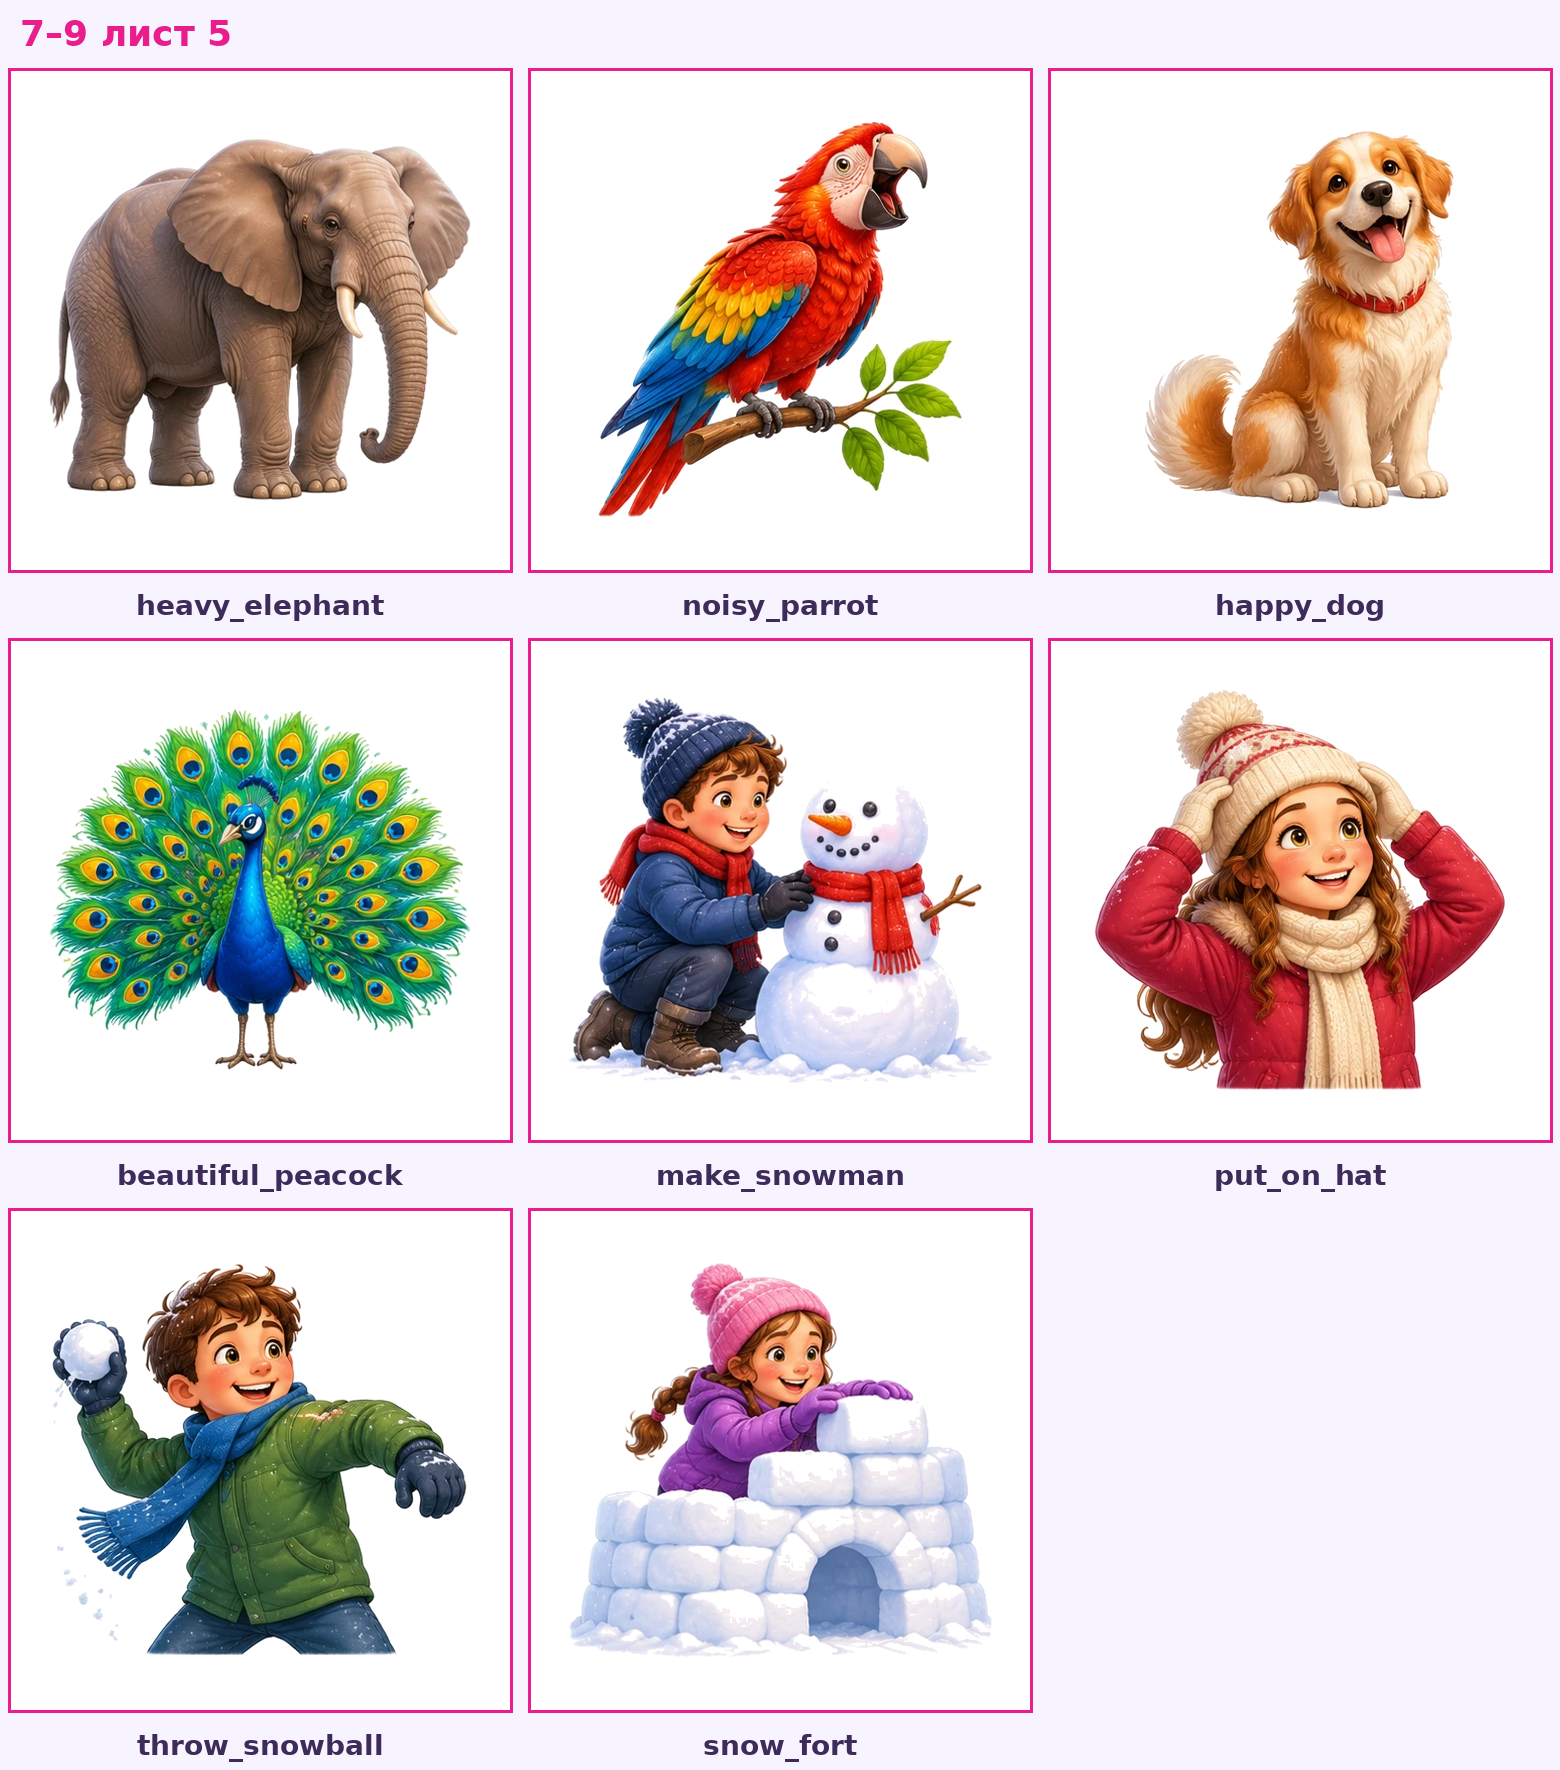 7–9 лист 5
heavy_elephant
noisy_parrot
happy_dog
beautiful_peacock
make_snowman
put_on_hat
throw_snowball
snow_fort